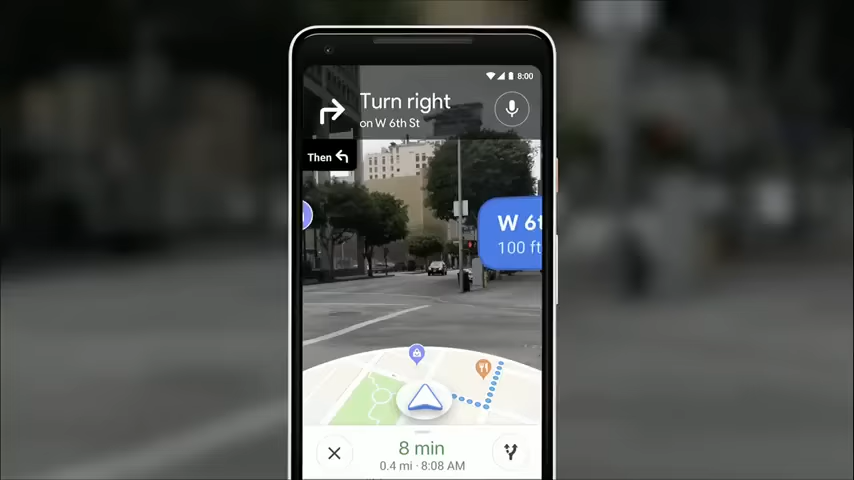 8:00
Turn right
on W 6th St
Then
W 6t
100 ft
8 min
0.4 mi · 8:08 AM